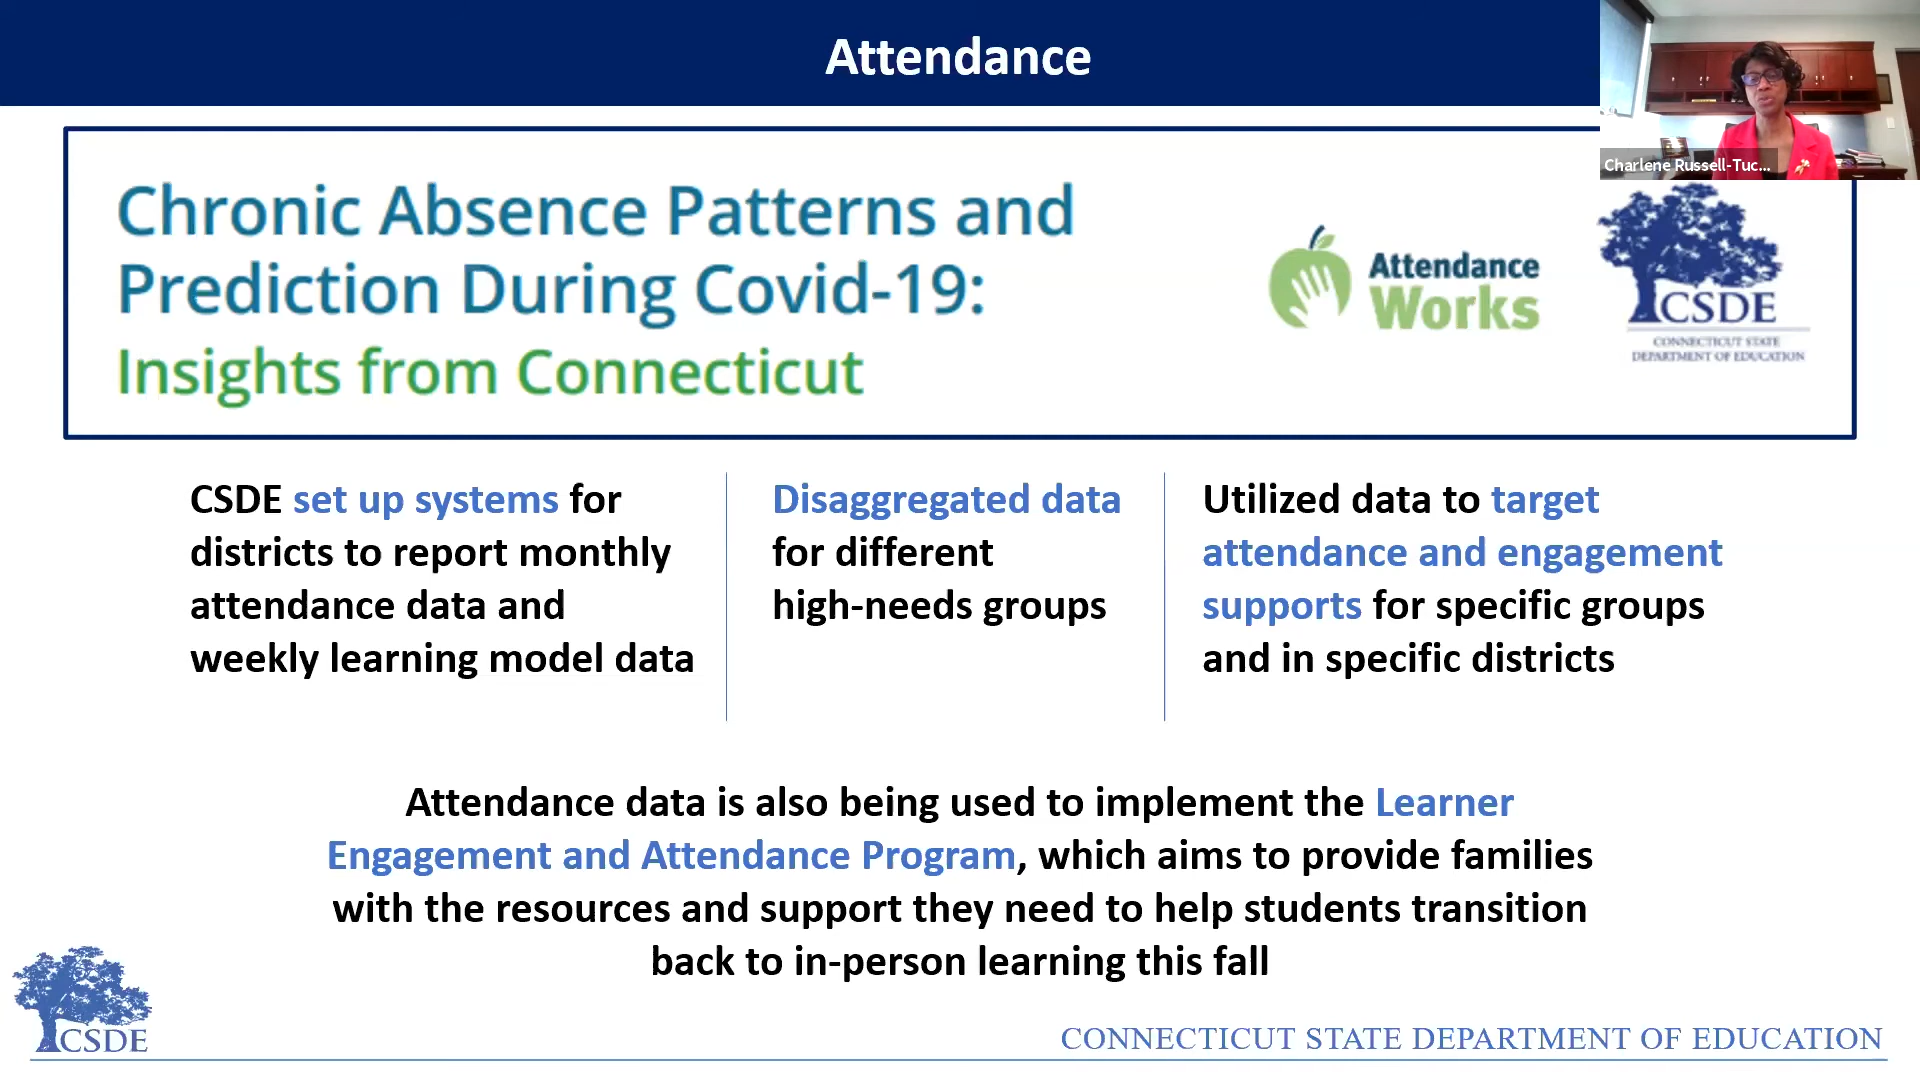 Attendance
Charlene Russell-Tuc...
Chronic Absence Patterns and
Prediction During Covid-19:
Insights from Connecticut
Attendance
Works
CSDE
CONNECTICUT STATE
DEPARTMENT OF EDUCATION
CSDE set up systems for
districts to report monthly
attendance data and
weekly learning model data
Disaggregated data
for different
high-needs groups
Utilized data to target
attendance and engagement
supports for specific groups
and in specific districts
Attendance data is also being used to implement the Learner
Engagement and Attendance Program, which aims to provide families
with the resources and support they need to help students transition
back to in-person learning this fall
CSDE
CONNECTICUT STATE DEPARTMENT OF EDUCATION